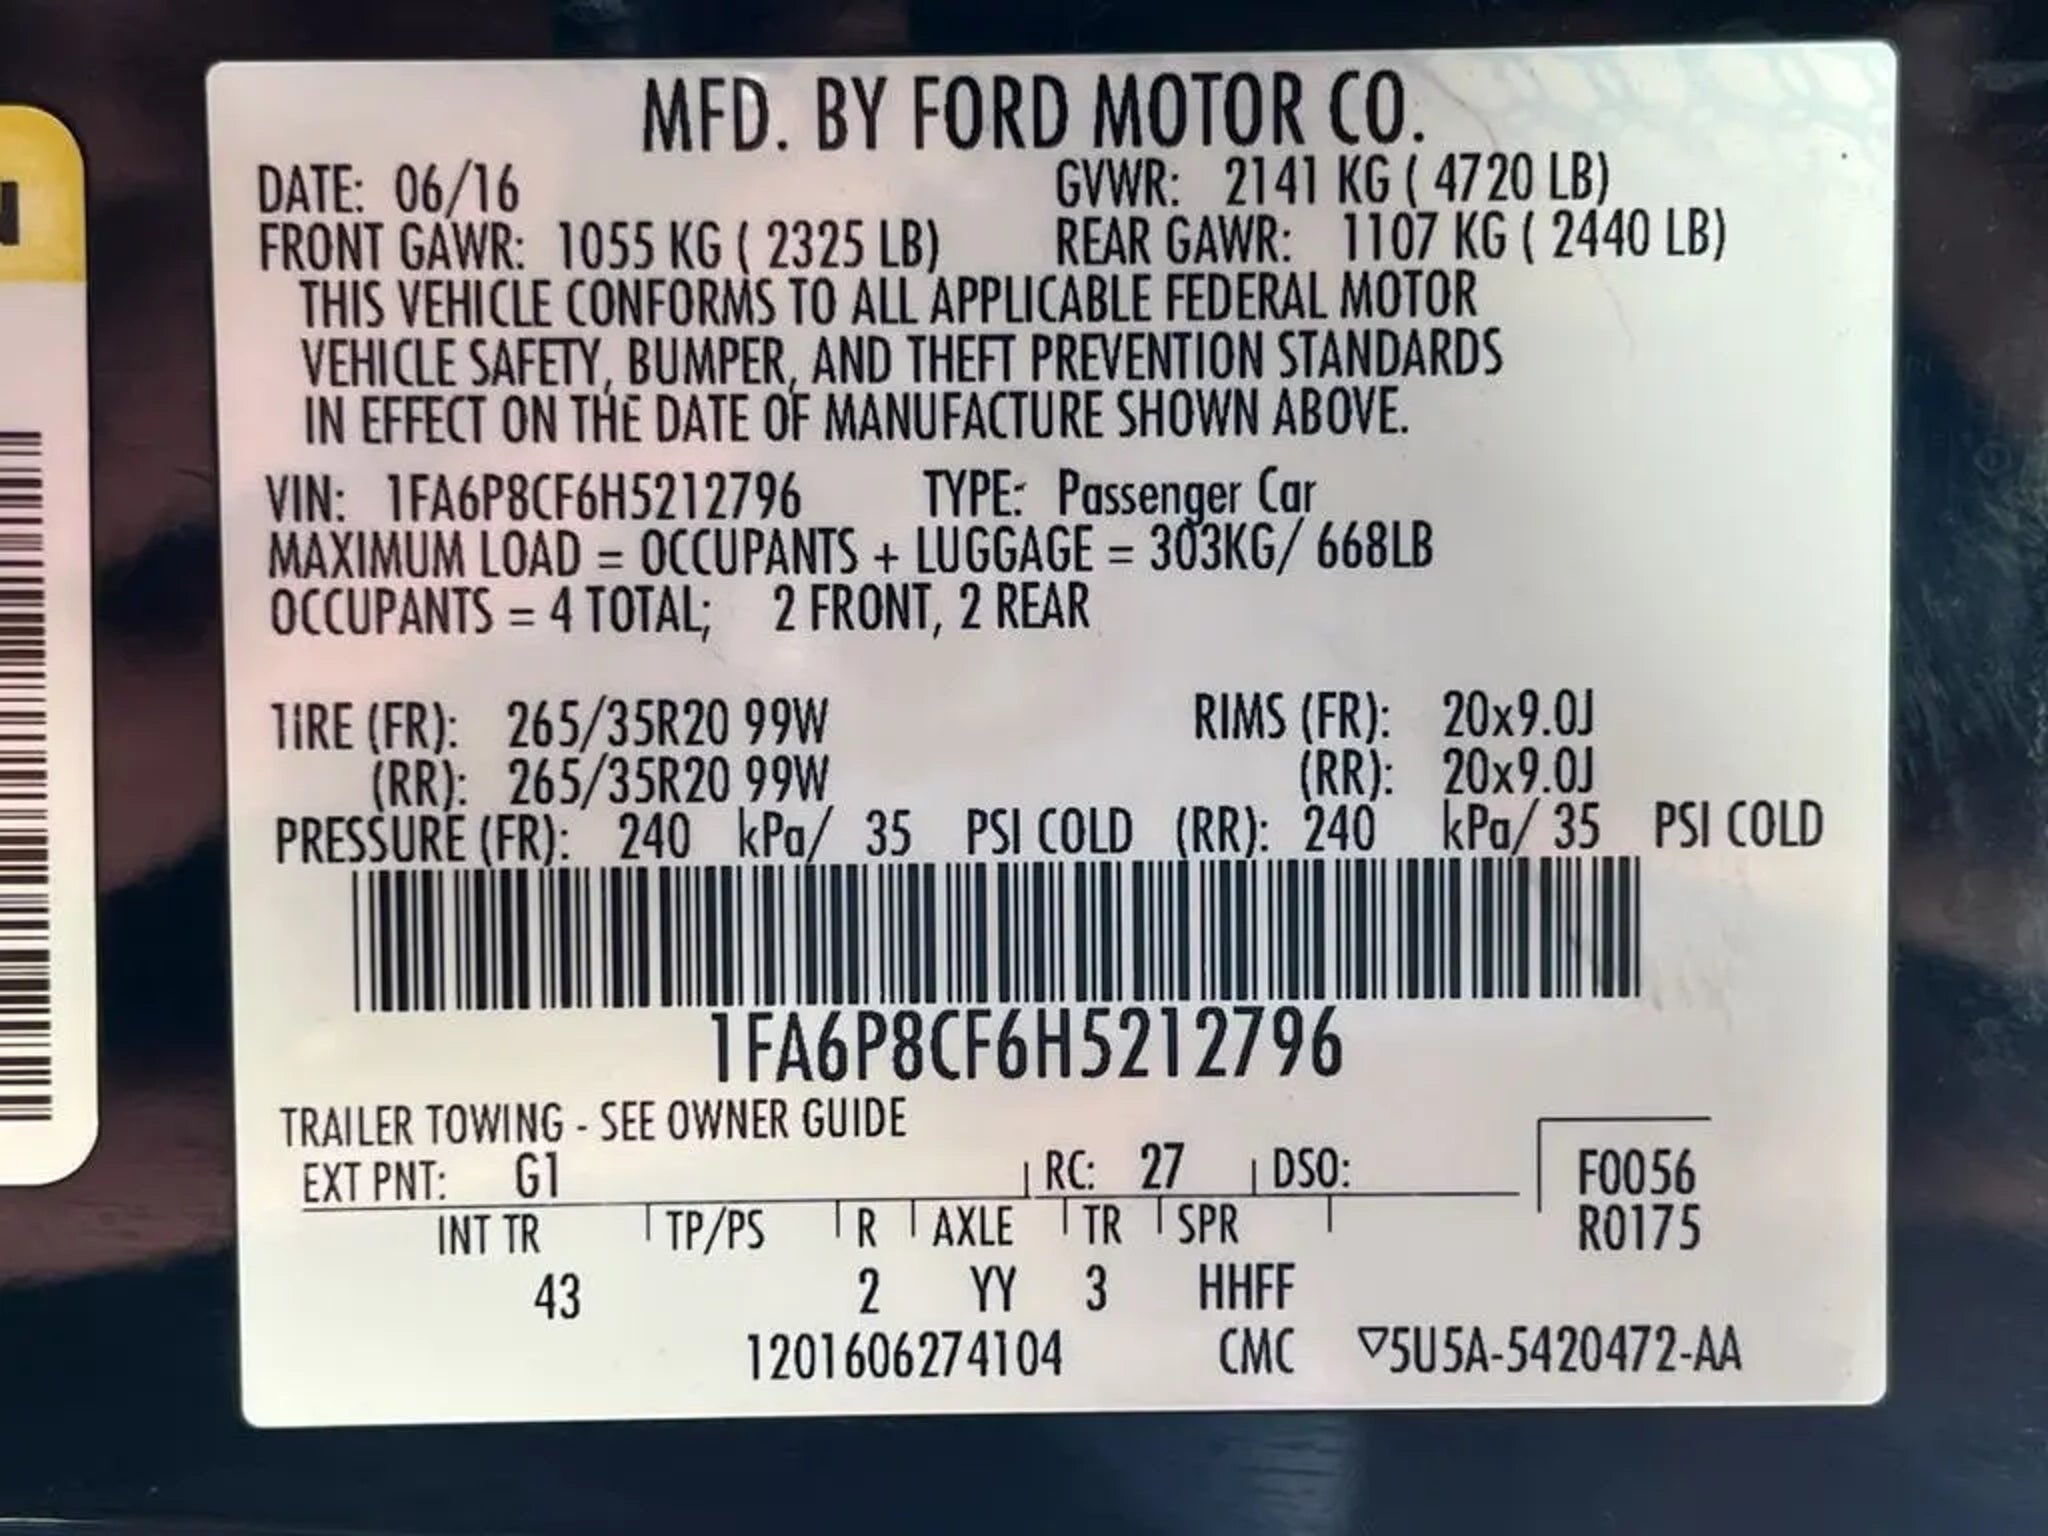 MFD. BY FORD MOTOR CO.
DATE: 06/16 GVWR: 2141 KG ( 4720 LB)
FRONT GAWR: 1055 KG ( 2325 LB) REAR GAWR: 1107 KG ( 2440 LB)
THIS VEHICLE CONFORMS TO ALL APPLICABLE FEDERAL MOTOR
VEHICLE SAFETY, BUMPER, AND THEFT PREVENTION STANDARDS
IN EFFECT ON THE DATE OF MANUFACTURE SHOWN ABOVE.
VIN: 1FA6P8CF6H5212796 TYPE: Passenger Car
MAXIMUM LOAD = OCCUPANTS + LUGGAGE = 303KG/ 668LB
OCCUPANTS = 4 TOTAL; 2 FRONT, 2 REAR
TIRE (FR): 265/35R20 99W RIMS (FR): 20x9.0J
(RR): 265/35R20 99W (RR): 20x9.0J
PRESSURE (FR): 240 kPa/ 35 PSI COLD (RR): 240 kPa/ 35 PSI COLD
1FA6P8CF6H5212796
TRAILER TOWING - SEE OWNER GUIDE
EXT PNT: G1 RC: 27 DSO: F0056
INT TR TP/PS R AXLE TR SPR R0175
43 2 YY 3 HHFF
1201606274104 CMC ▽5U5A-5420472-AA